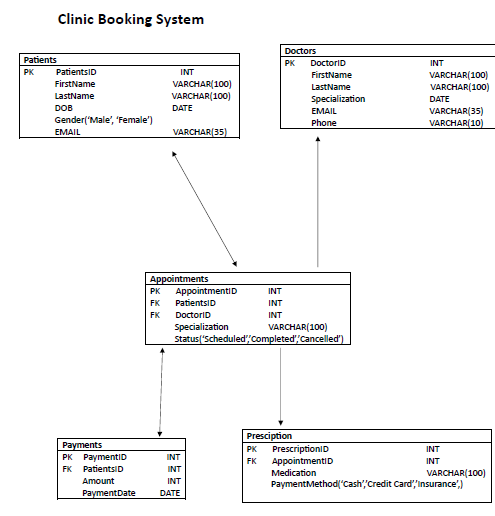 Clinic Booking System
Patients
PK PatientsID INT
FirstName VARCHAR(100)
LastName VARCHAR(100)
DOB DATE
Gender(‘Male’, ‘Female’)
EMAIL VARCHAR(35)
Doctors
PK DoctorID INT
FirstName VARCHAR(100)
LastName VARCHAR(100)
Specialization DATE
EMAIL VARCHAR(35)
Phone VARCHAR(10)
Appointments
PK AppointmentID INT
FK PatientsID INT
FK DoctorID INT
Specialization VARCHAR(100)
Status(‘Scheduled’,’Completed’,’Cancelled’)
Payments
PK PaymentID INT
FK PatientsID INT
Amount INT
PaymentDate DATE
Presciption
PK PrescriptionID INT
FK AppointmentID INT
Medication VARCHAR(100)
PaymentMethod(‘Cash’,’Credit Card’,’Insurance’,)